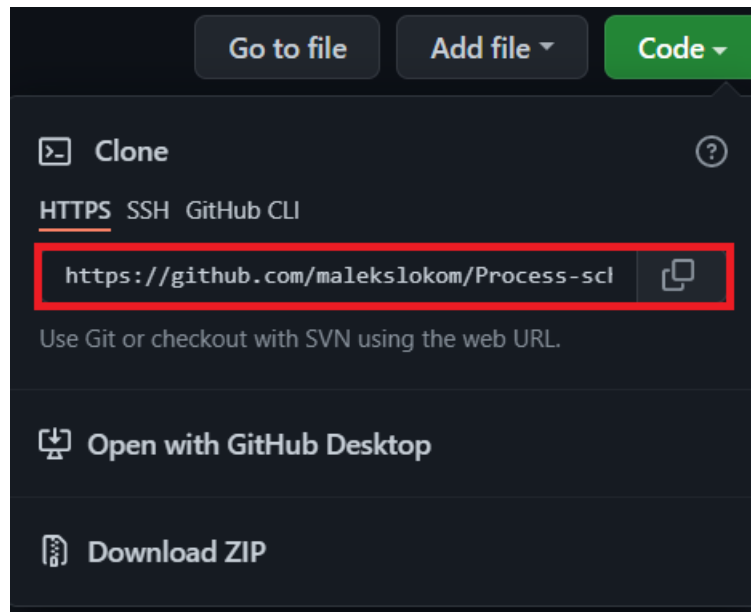 Go to file Add file Code
Clone
HTTPS SSH GitHub CLI
https://github.com/malekslokom/Process-sch
Use Git or checkout with SVN using the web URL.
Open with GitHub Desktop
Download ZIP